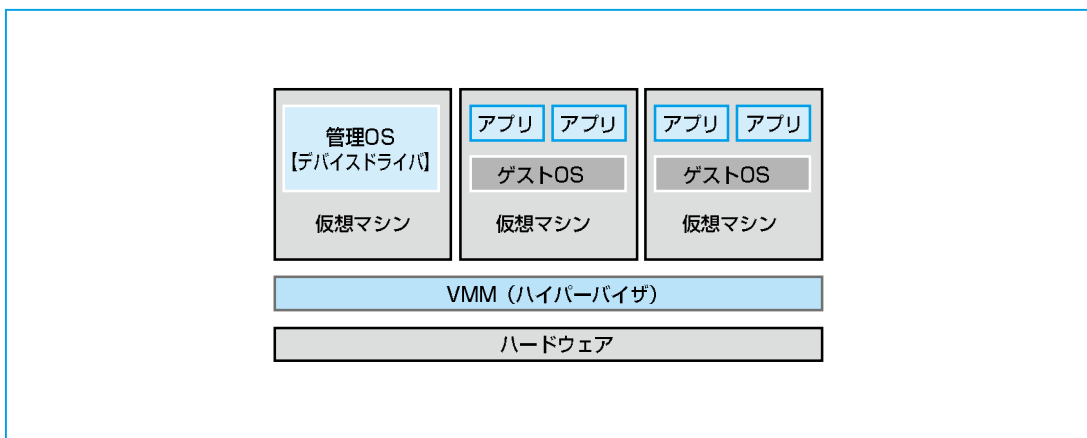 管理OS
【デバイスドライバ】
仮想マシン
アプリ アプリ
ゲストOS
仮想マシン
アプリ アプリ
ゲストOS
仮想マシン
VMM（ハイパーバイザ）
ハードウェア